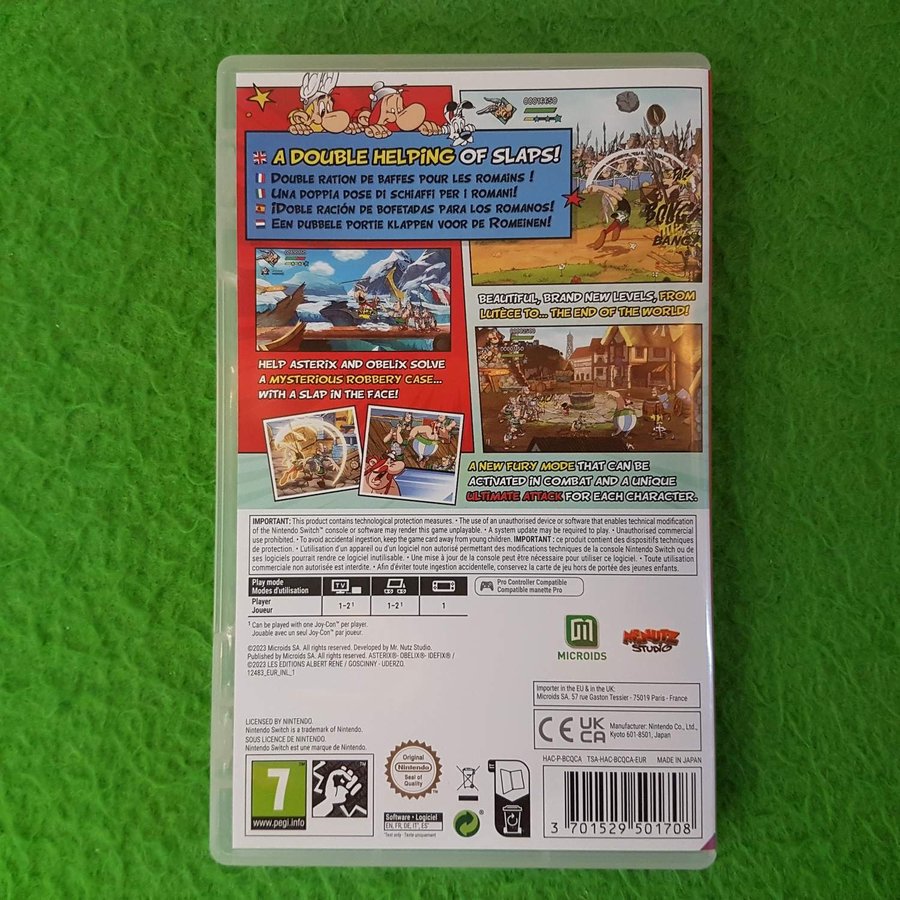 A DOUBLE HELPING OF SLAPS!
DOUBLE RATION DE BAFFES POUR LES ROMAINS !
UNA DOPPIA DOSE DI SCHIAFFI PER I ROMANI!
¡DOBLE RACIÓN DE BOFETADAS PARA LOS ROMANOS!
EEN DUBBELE PORTIE KLAPPEN VOOR DE ROMEINEN!
BONG!
BANG!
BEAUTIFUL, BRAND NEW LEVELS, FROM
LUTÈCE TO... THE END OF THE WORLD!
HELP ASTERIX AND OBELIX SOLVE
A MYSTERIOUS ROBBERY CASE...
WITH A SLAP IN THE FACE!
A NEW FURY MODE THAT CAN BE
ACTIVATED IN COMBAT AND A UNIQUE
ULTIMATE ATTACK FOR EACH CHARACTER.
IMPORTANT: This product contains technological protection measures. • The use of an unauthorised device or software that enables technical modification
of the Nintendo Switch™ console or software may render this game unplayable. • A system update may be required to play. • Unauthorised commercial
use prohibited. • To avoid accidental ingestion, keep the game card away from young children. IMPORTANT : ce produit contient des dispositifs techniques
de protection. • L'utilisation d'un appareil ou d'un logiciel non autorisé permettant des modifications techniques de la console Nintendo Switch ou de
ses logiciels pourrait rendre ce logiciel inutilisable. • Une mise à jour de la console peut être nécessaire pour utiliser ce logiciel • Toute utilisation
commerciale non autorisée est interdite. • Afin d'éviter toute ingestion accidentelle, conservez la carte de jeu hors de portée des jeunes enfants.
Play mode
Modes d'utilisation
TV
Player
Joueur
1-2¹
1-2¹
1
Pro Controller Compatible
Compatible manette Pro
¹ Can be played with one Joy-Con™ per player.
Jouable avec un seul Joy-Con™ par joueur.
©2023 Microids SA. All rights reserved. Developed by Mr. Nutz Studio.
Published by Microids SA. All rights reserved. ASTERIX®- OBELIX®- IDEFIX® /
©2023 LES EDITIONS ALBERT RENE / GOSCINNY - UDERZO.
12483_EUR_INL_1
MICROIDS
MR NUTZ
STUDIO
Importer in the EU & in the UK:
Microids SA. 57 rue Gaston Tessier - 75019 Paris - France
CE
UK
CA
Manufacturer: Nintendo Co., Ltd.,
Kyoto 601-8501, Japan
LICENSED BY NINTENDO.
Nintendo Switch is a trademark of Nintendo.
SOUS LICENCE DE NINTENDO.
Nintendo Switch est une marque de Nintendo.
HAC-P-BCQCA TSA-HAC-BCQCA-EUR MADE IN JAPAN
7
www.pegi.info
Original
Nintendo
Seal of
Quality
Software • Logiciel
EN, FR, DE, IT*, ES*
*Text only - Texte uniquement
3 701529 501708